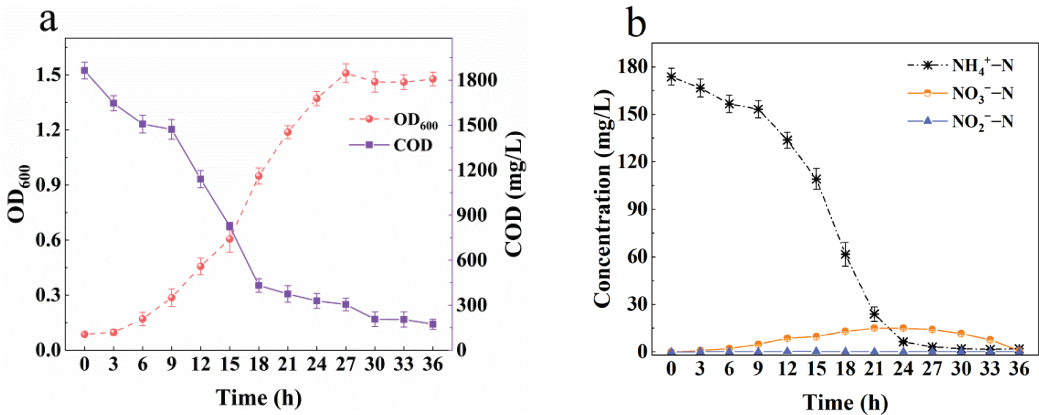 a
1.5
1.2
0.9
0.6
0.3
0.0
OD600
1800
1500
1200
900
600
300
0
COD (mg/L)
OD600
COD
0 3 6 9 12 15 18 21 24 27 30 33 36
Time (h)
b
180
150
120
90
60
30
0
Concentration (mg/L)
NH4+−N
NO3−−N
NO2−−N
0 3 6 9 12 15 18 21 24 27 30 33 36
Time (h)